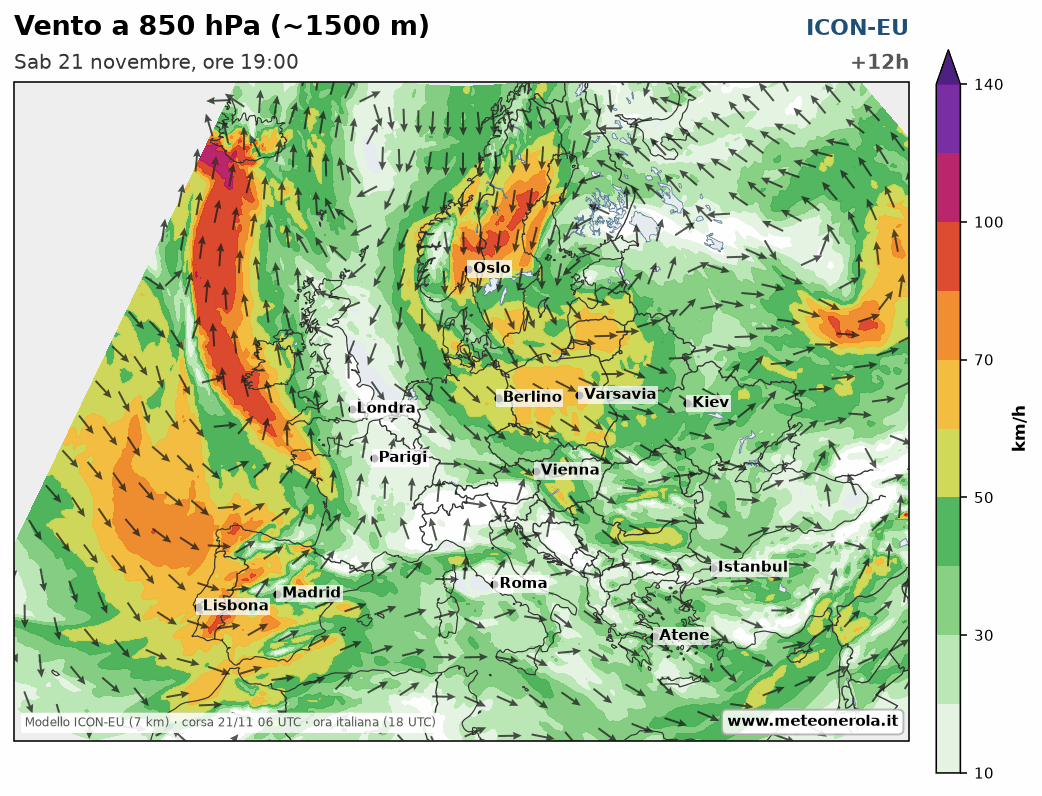 Vento a 850 hPa (~1500 m)
ICON-EU
Sab 21 novembre, ore 19:00
+12h
140
100
70
50
30
10
km/h
Oslo
Berlino
Varsavia
Kiev
Londra
Parigi
Vienna
Istanbul
Roma
Madrid
Lisbona
Atene
Modello ICON-EU (7 km) · corsa 21/11 06 UTC · ora italiana (18 UTC)
www.meteonerola.it